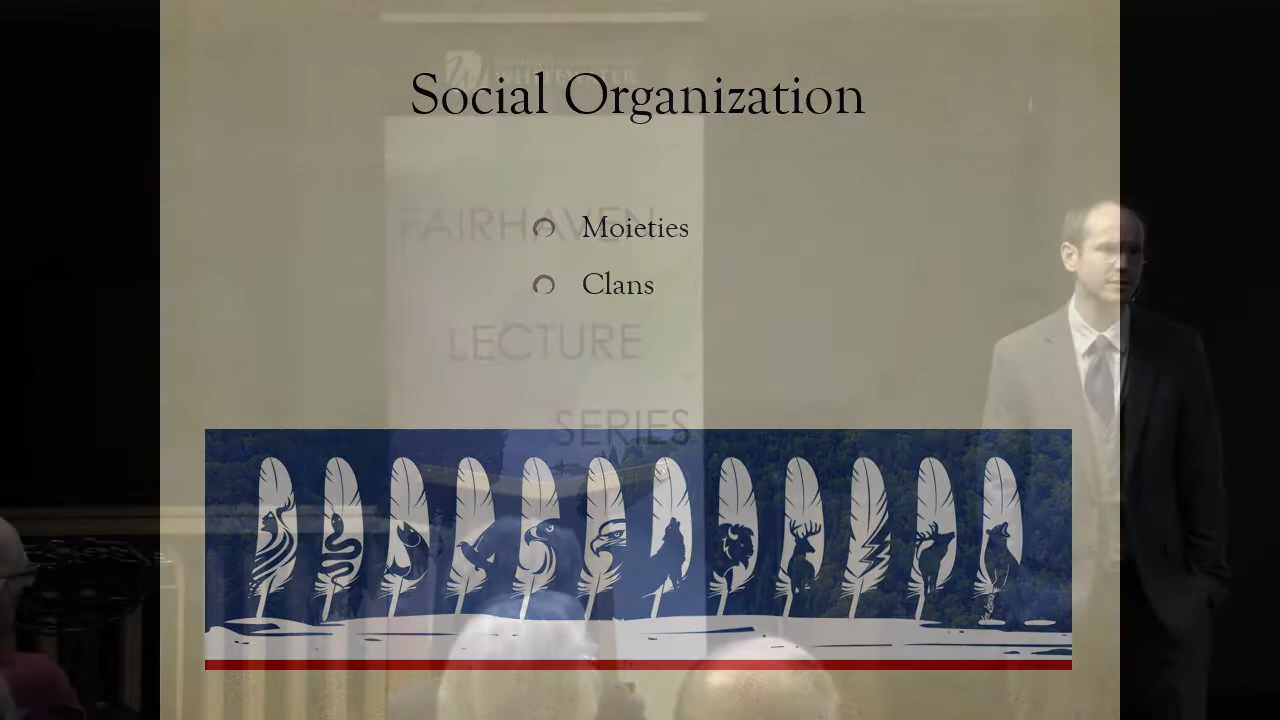 Social Organization
Moieties
Clans
FAIRHAVEN
LECTURE
SERIES